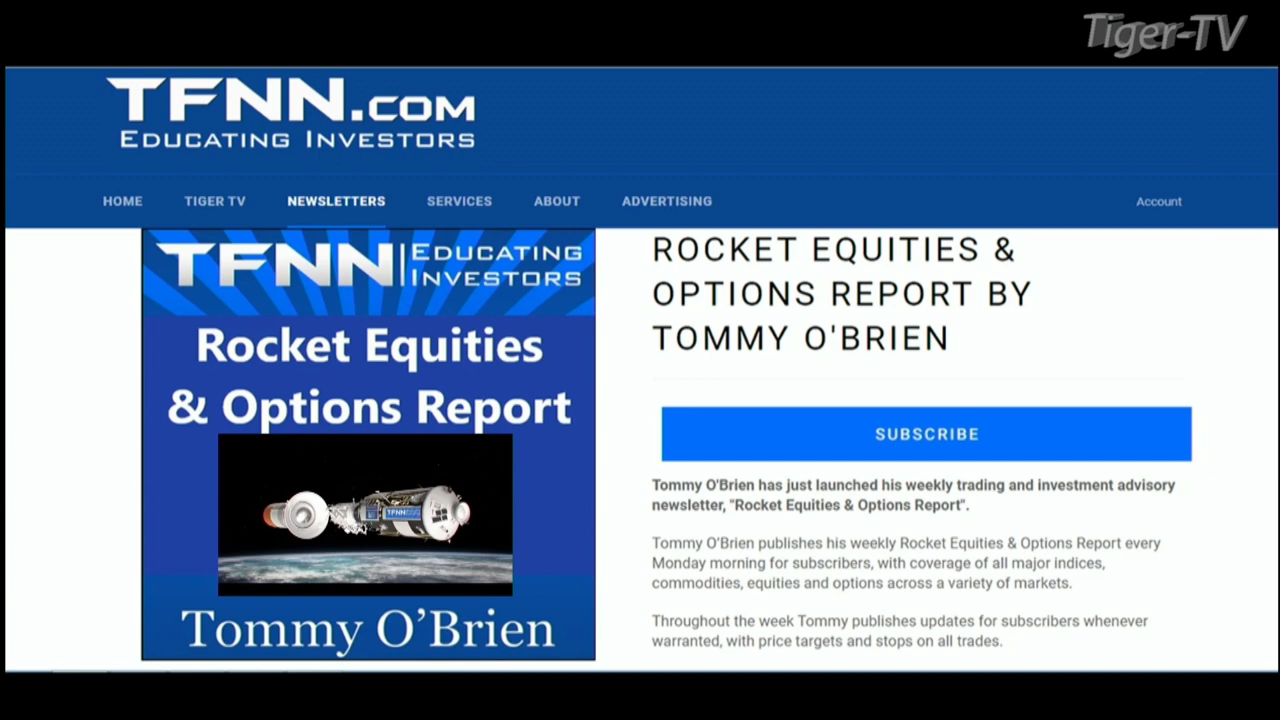 Tiger-TV
TFNN.COM
EDUCATING INVESTORS
HOME TIGER TV NEWSLETTERS SERVICES ABOUT ADVERTISING Account
TFNN EDUCATING
INVESTORS
Rocket Equities
& Options Report
TFNN
Tommy O’Brien
ROCKET EQUITIES &
OPTIONS REPORT BY
TOMMY O'BRIEN
SUBSCRIBE
Tommy O'Brien has just launched his weekly trading and investment advisory
newsletter, "Rocket Equities & Options Report".
Tommy O’Brien publishes his weekly Rocket Equities & Options Report every
Monday morning for subscribers, with coverage of all major indices,
commodities, equities and options across a variety of markets.
Throughout the week Tommy publishes updates for subscribers whenever
warranted, with price targets and stops on all trades.